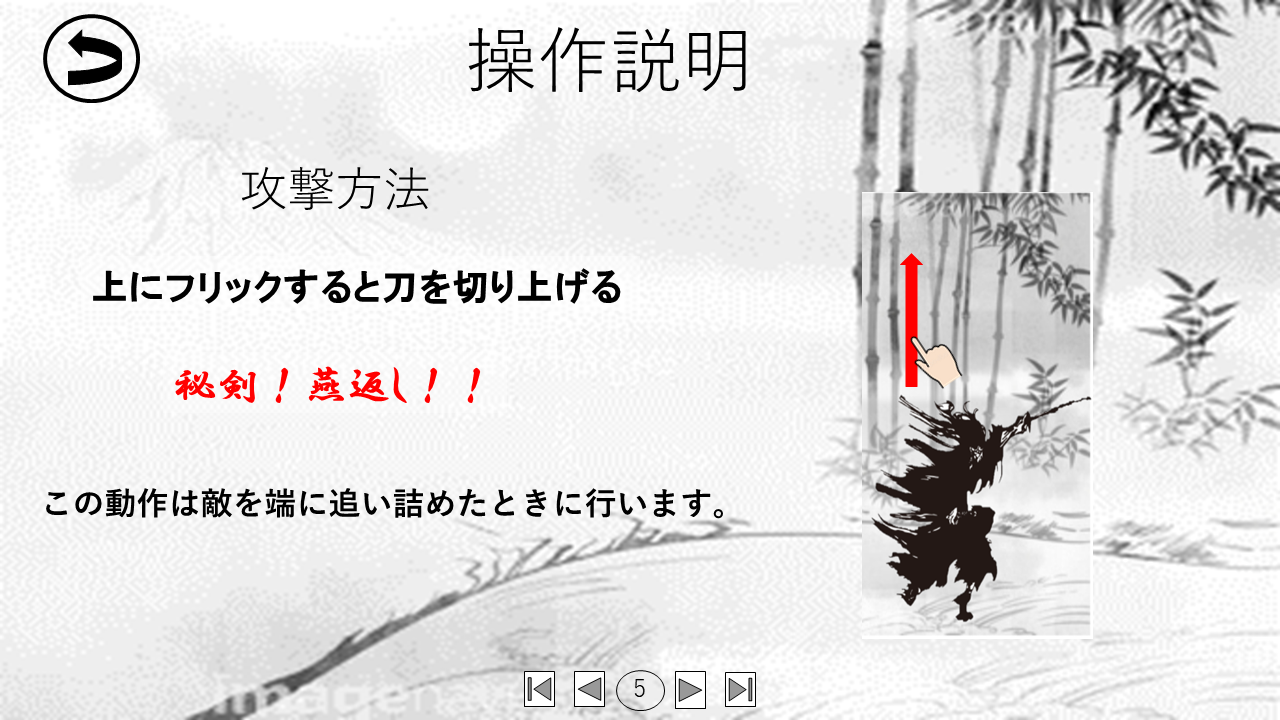 操作説明
攻撃方法
上にフリックすると刀を切り上げる
秘剣！燕返し！！
この動作は敵を端に追い詰めたときに行います。
5